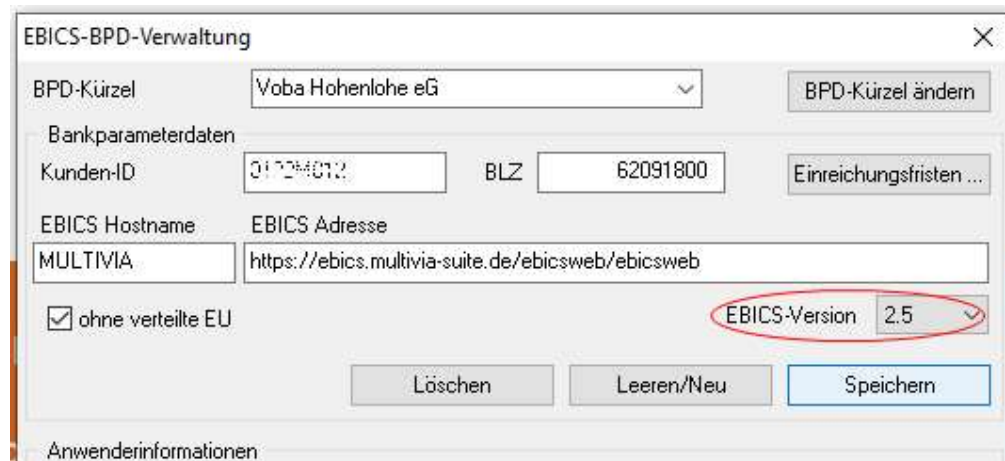 EBICS-BPD-Verwaltung
BPD-Kürzel Voba Hohenlohe eG BPD-Kürzel ändern
Bankparameterdaten
Kunden-ID BLZ 62091800 Einreichungsfristen ...
EBICS Hostname EBICS Adresse
MULTIVIA https://ebics.multivia-suite.de/ebicsweb/ebicsweb
ohne verteilte EU EBICS-Version 2.5
Löschen Leeren/Neu Speichern
Anwenderinformationen